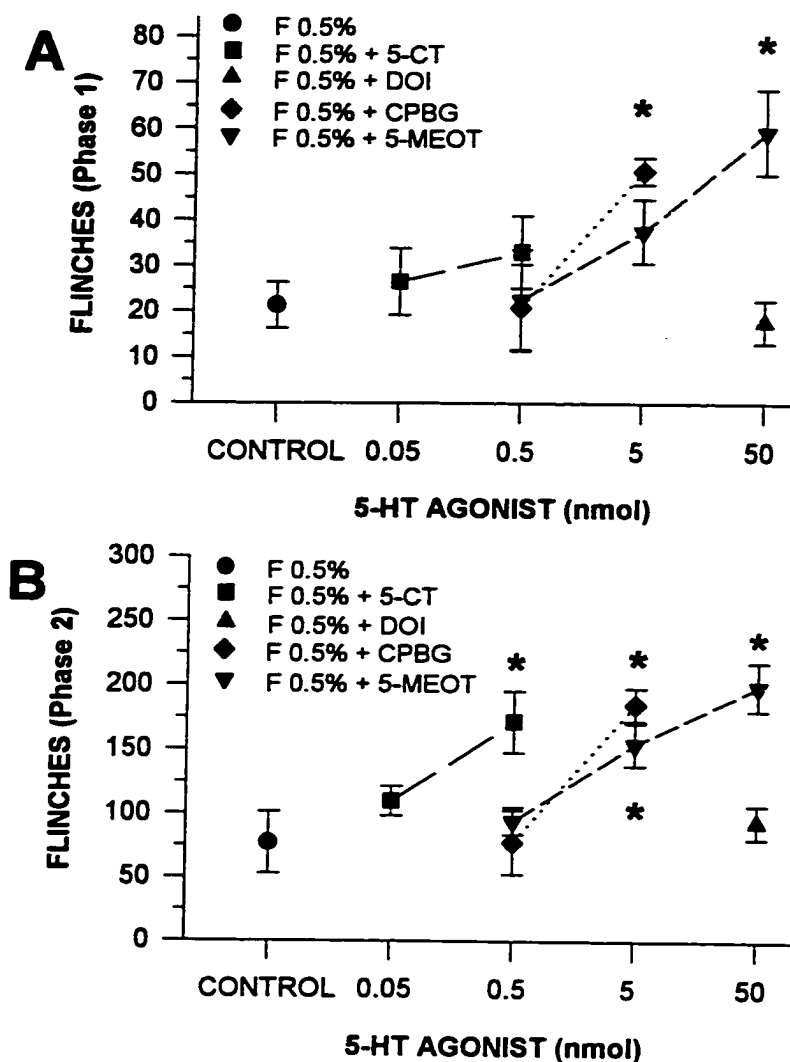 A
F 0.5%
F 0.5% + 5-CT
F 0.5% + DOI
F 0.5% + CPBG
F 0.5% + 5-MEOT
FLINCHES (Phase 1)
80
70
60
50
40
30
20
10
0
*
*
CONTROL 0.05 0.5 5 50
5-HT AGONIST (nmol)
B
F 0.5%
F 0.5% + 5-CT
F 0.5% + DOI
F 0.5% + CPBG
F 0.5% + 5-MEOT
FLINCHES (Phase 2)
300
250
200
150
100
50
0
* * *
*
CONTROL 0.05 0.5 5 50
5-HT AGONIST (nmol)